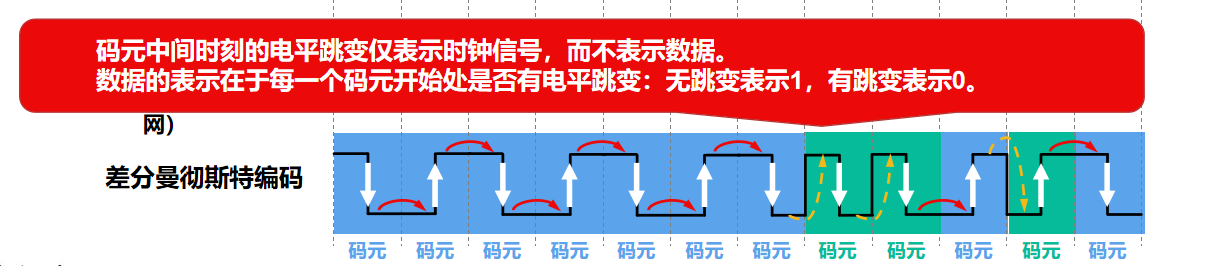 码元中间时刻的电平跳变仅表示时钟信号，而不表示数据。
数据的表示在于每一个码元开始处是否有电平跳变：无跳变表示1，有跳变表示0。
网）
差分曼彻斯特编码
码元 码元 码元 码元 码元 码元 码元 码元 码元 码元 码元 码元